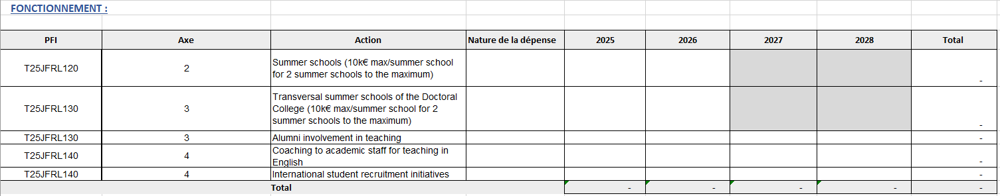 FONCTIONNEMENT :
PFI Axe Action Nature de la dépense 2025 2026 2027 2028 Total
T25JFRL120 2 Summer schools (10k€ max/summer school
for 2 summer schools to the maximum) -
T25JFRL130 3 Transversal summer schools of the Doctoral
College (10k€ max/summer school for 2
summer schools to the maximum) -
T25JFRL130 3 Alumni involvement in teaching -
T25JFRL140 4 Coaching to academic staff for teaching in
English -
T25JFRL140 4 International student recruitment initiatives -
Total - - - - -